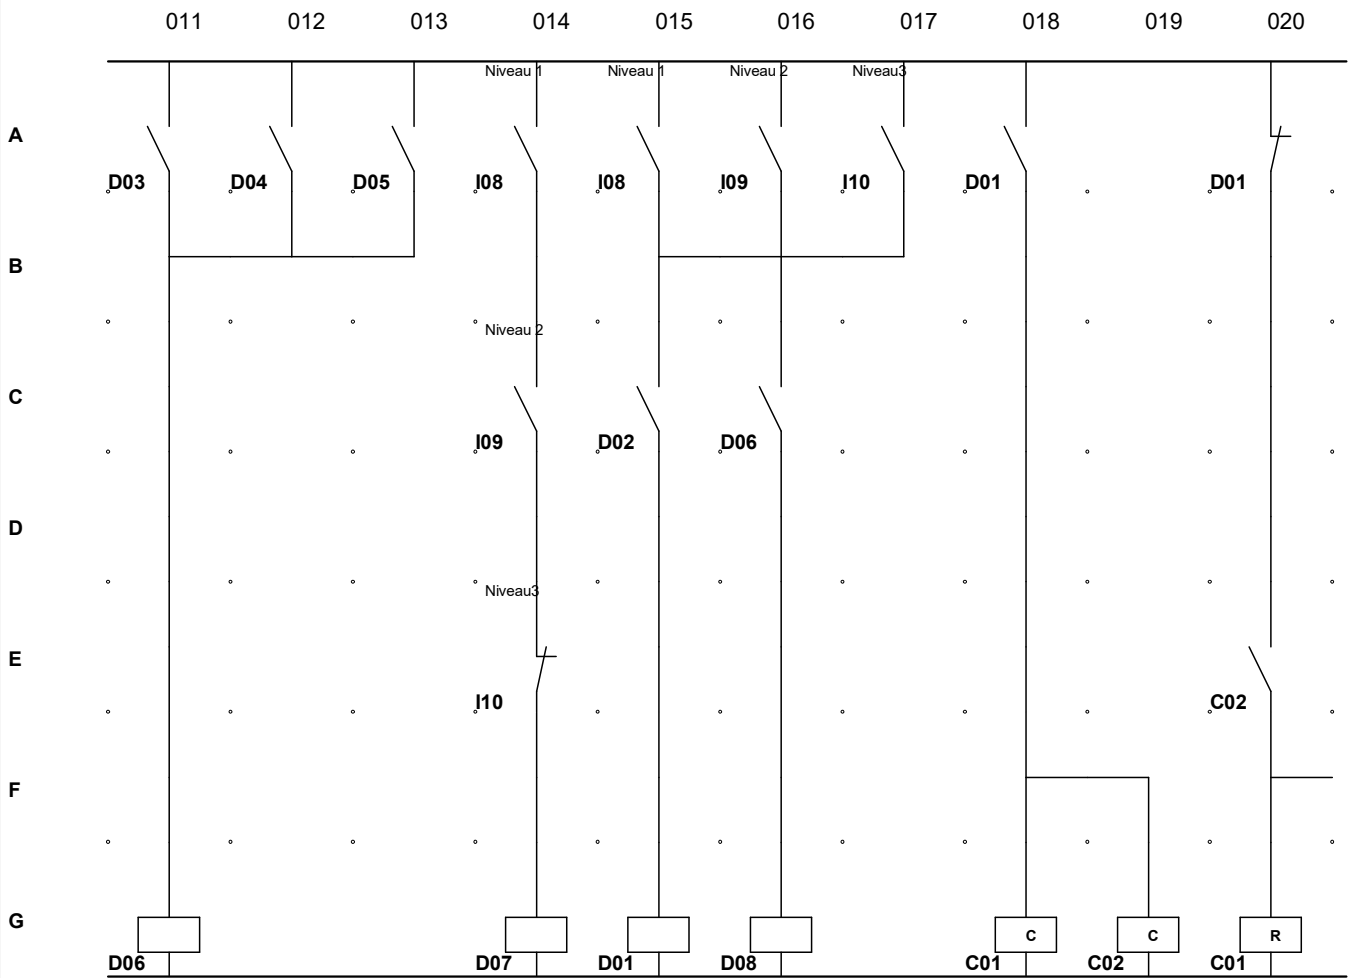 011 012 013 014 015 016 017 018 019 020
Niveau 1 Niveau 1 Niveau 2 Niveau3
A
D03 D04 D05 I08 I08 I09 I10 D01 D01
B
Niveau 2
C
I09 D02 D06
D
Niveau3
E
I10 C02
F
G
C C R
D06 D07 D01 D08 C01 C02 C01